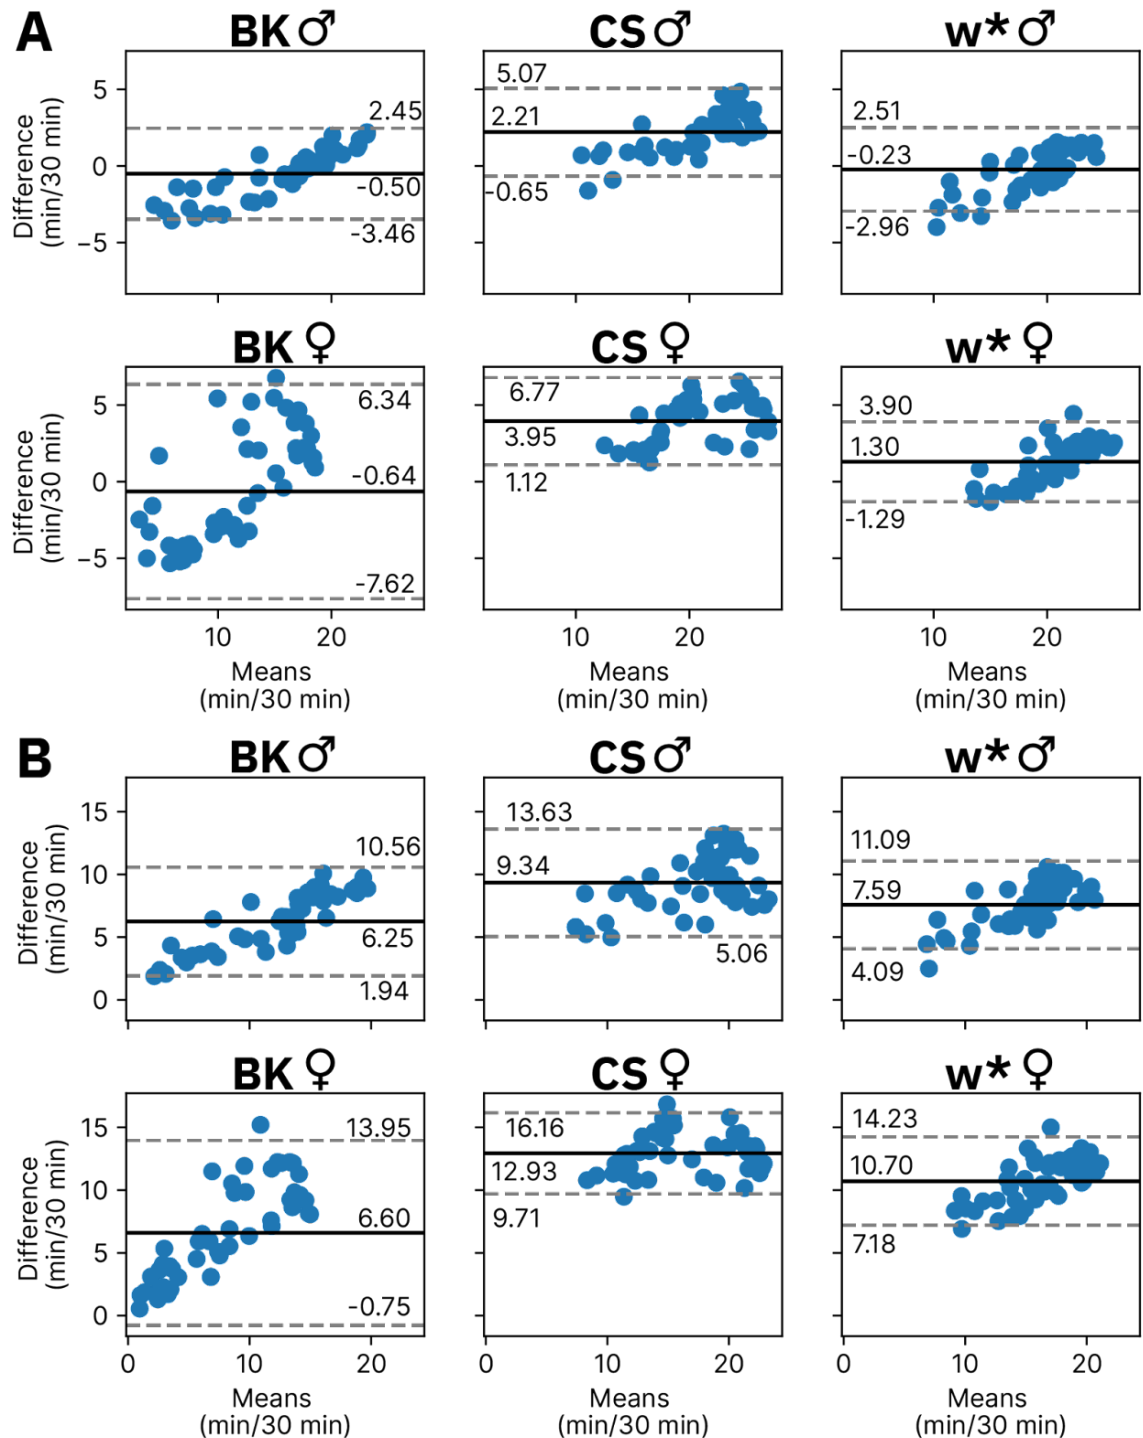 A
BK♂ CS♂ w*♂
Difference
(min/30 min)
5
0
−5
2.45
-0.50
-3.46
5.07
2.21
-0.65
2.51
-0.23
-2.96
10 20
10 20
10 20
BK♀ CS♀ w*♀
Difference
(min/30 min)
5
0
−5
6.34
-0.64
-7.62
6.77
3.95
1.12
3.90
1.30
-1.29
10 20
10 20
10 20
Means
(min/30 min)
Means
(min/30 min)
Means
(min/30 min)
B
BK♂ CS♂ w*♂
Difference
(min/30 min)
15
10
5
0
10.56
6.25
1.94
13.63
9.34
5.06
11.09
7.59
4.09
BK♀ CS♀ w*♀
Difference
(min/30 min)
15
10
5
0
13.95
6.60
-0.75
16.16
12.93
9.71
14.23
10.70
7.18
0 10 20
0 10 20
0 10 20
Means
(min/30 min)
Means
(min/30 min)
Means
(min/30 min)